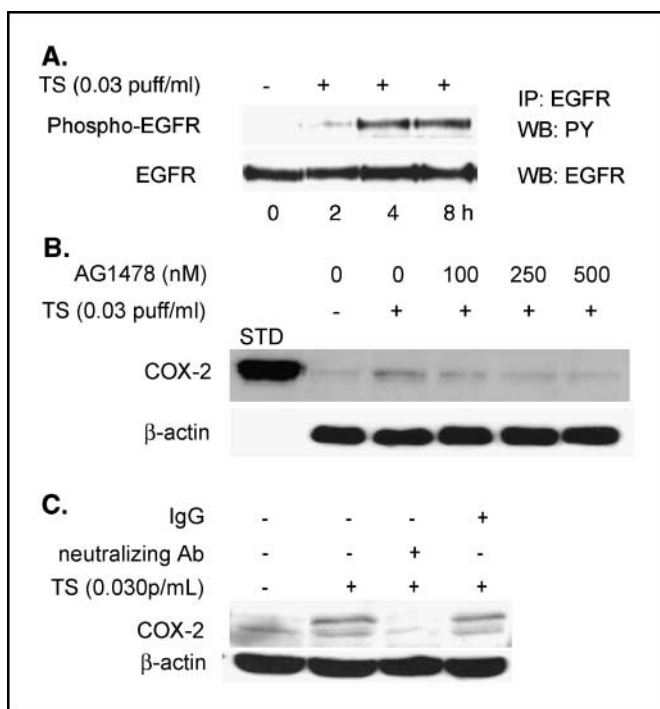 A.
TS (0.03 puff/ml) - + + + IP: EGFR
Phospho-EGFR WB: PY
EGFR WB: EGFR
0 2 4 8 h
B.
AG1478 (nM) 0 0 100 250 500
TS (0.03 puff/ml) - + + + +
STD
COX-2
β-actin
C.
IgG - - - +
neutralizing Ab - - + -
TS (0.030p/mL) - + + +
COX-2
β-actin